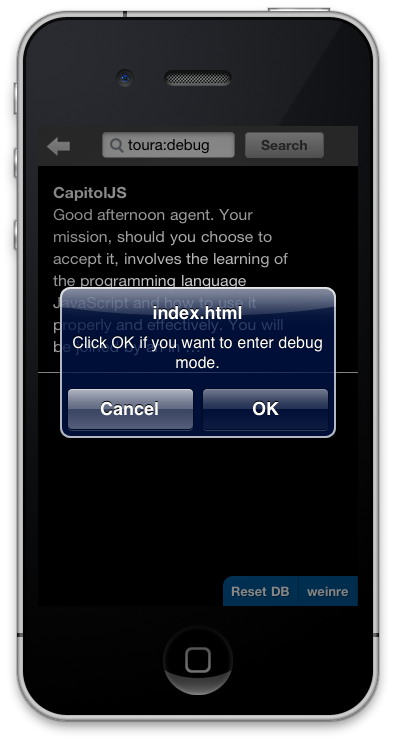 toura:debug
Search
CapitolJS
Good afternoon agent. Your
mission, should you choose to
accept it, involves the learning of
the programming language
JavaScript and how to use it
properly and effectively. You will
be joined by an in ...
index.html
Click OK if you want to enter debug
mode.
Cancel
OK
Reset DB
weinre